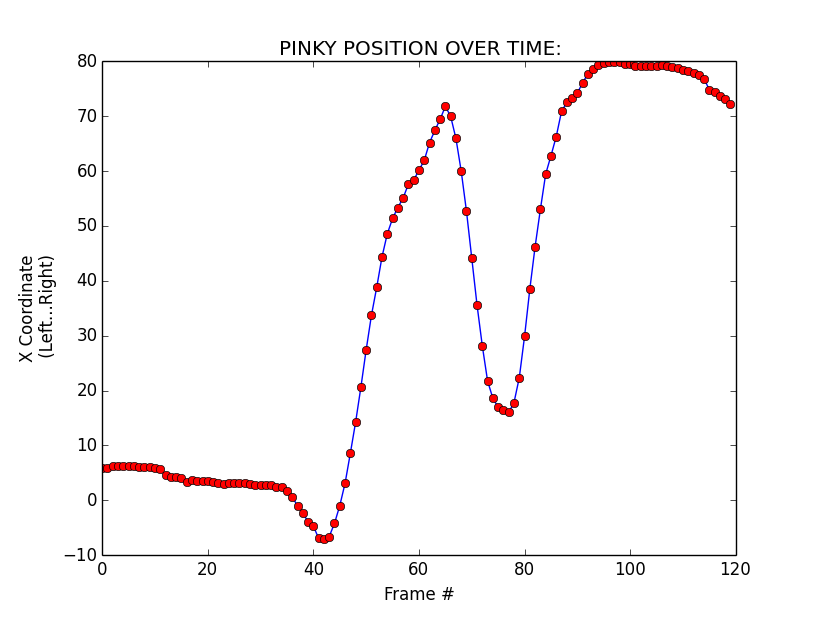 PINKY POSITION OVER TIME:
80
70
60
50
40
30
20
10
0
−10
X Coordinate
(Left...Right)
0 20 40 60 80 100 120
Frame #